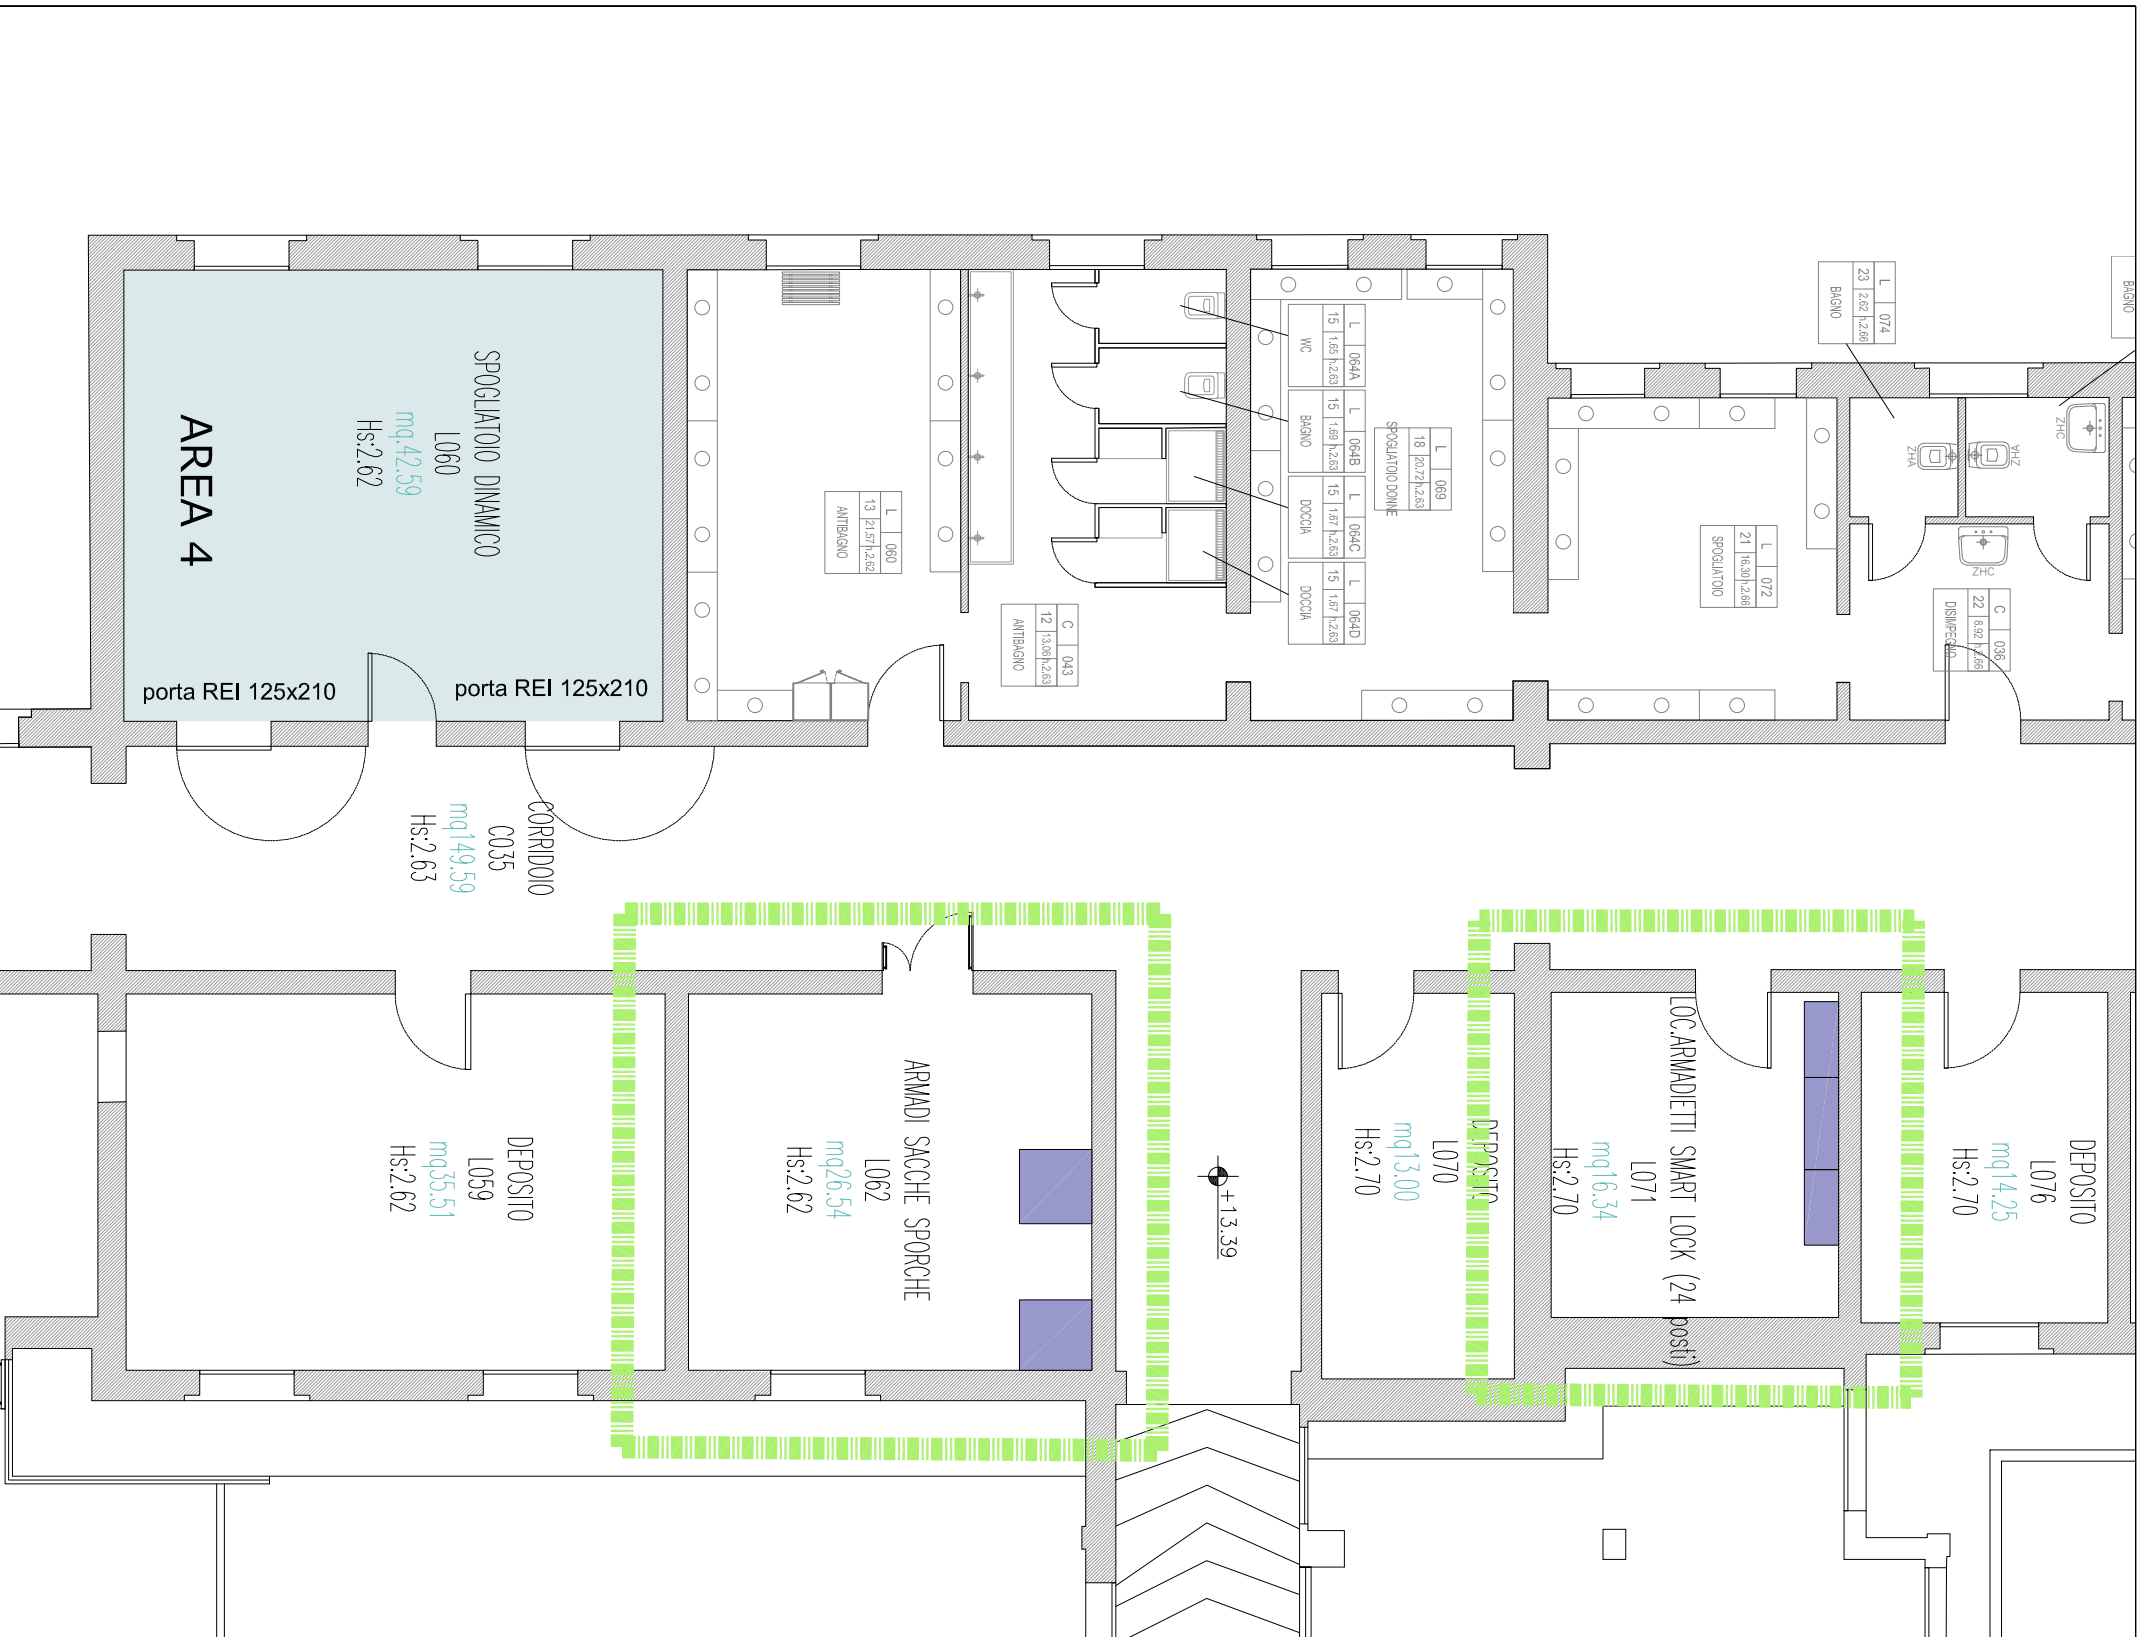 AREA 4
SPOGLIATOIO DINAMICO
L060
mq.42.59
Hs:2.62
porta REI 125x210
porta REI 125x210
L 060
13 21.57 h.2.62
ANTIBAGNO
C 043
12 13.06 h.2.63
ANTIBAGNO
L 064A
15 1.65 h.2.63
WC
L 064B
15 1.69 h.2.63
BAGNO
L 064C
15 1.67 h.2.63
DOCCIA
L 064D
15 1.67 h.2.63
DOCCIA
L 069
18 20.72 h.2.63
SPOGLIATOIO DONNE
L 072
21 16.30 h.2.66
SPOGLIATOIO
L 074
23 2.62 h.2.66
BAGNO
BAGNO
ZHC
ZHA
ZHA
ZHC
C 036
22 8.92 h.2.66
DISIMPEGNO
CORRIDOIO
C035
mq149.59
Hs:2.63
DEPOSITO
L059
mq35.51
Hs:2.62
ARMADI SACCHE SPORCHE
L062
mq26.54
Hs:2.62
+13.39
DEPOSITO
L070
mq13.00
Hs:2.70
LOC.ARMADIETTI SMART LOCK (24 posti)
L071
mq16.34
Hs:2.70
DEPOSITO
L076
mq14.25
Hs:2.70